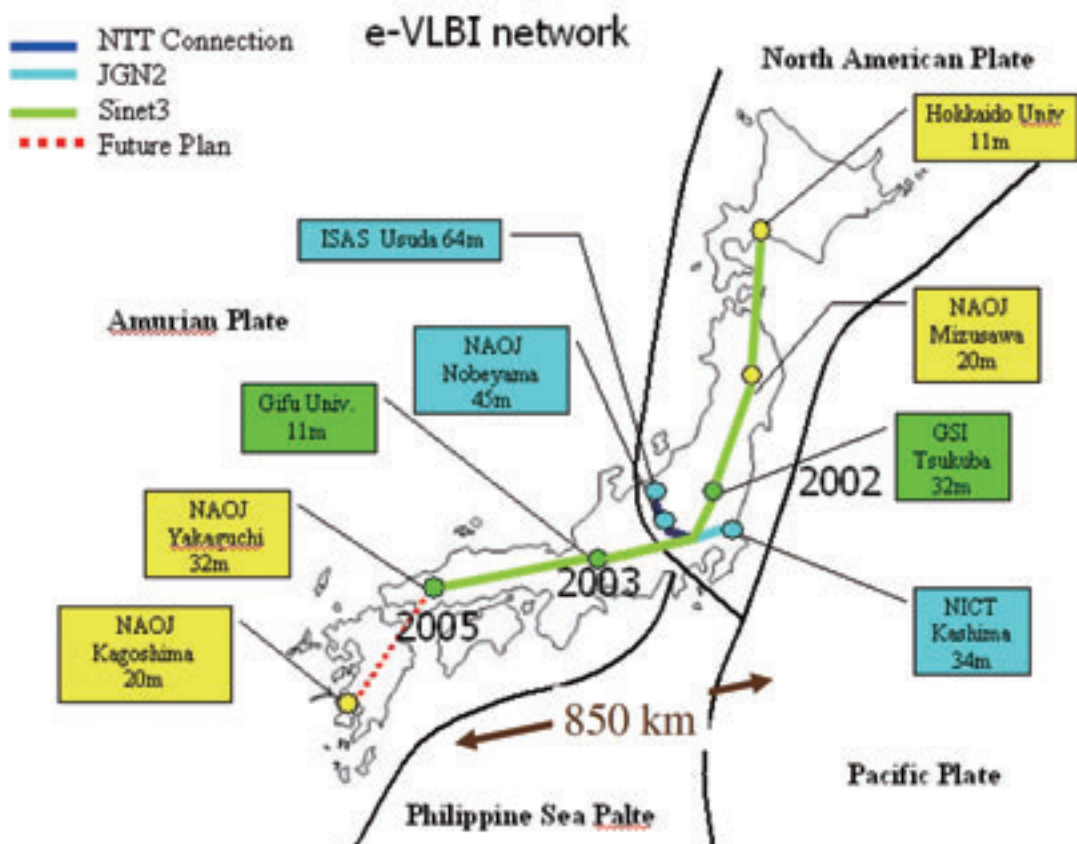 e-VLBI network
NTT Connection
JGN2
Sinet3
Future Plan
North American Plate
Hokkaido Univ
11m
ISAS Usuda 64m
Amurian Plate
NAOJ
Nobeyama
45m
NAOJ
Mizusawa
20m
Gifu Univ.
11m
GSI
Tsukuba
32m
2002
NAOJ
Yakaguchi
32m
2003
2005
NICT
Kashima
34m
NAOJ
Kagoshima
20m
850 km
Pacific Plate
Philippine Sea Palte